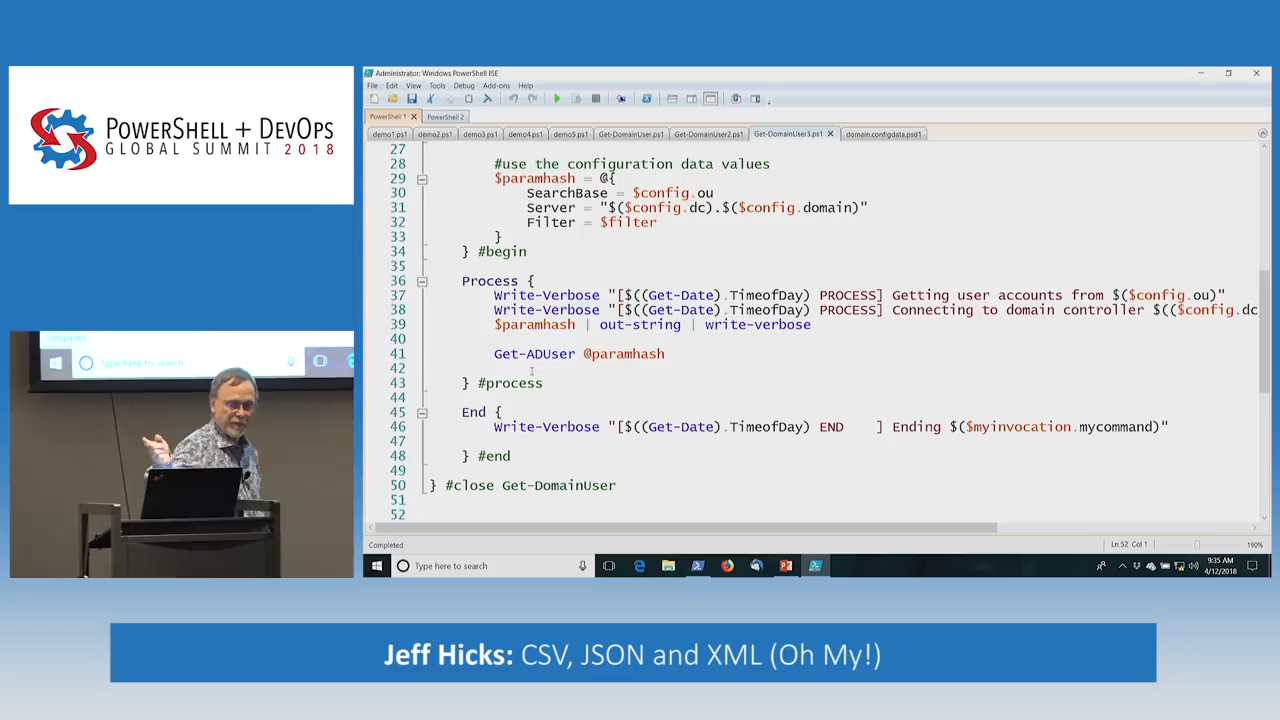 POWERSHELL + DEVOPS
GLOBAL SUMMIT 2018
Completed
Type here to search
Administrator: Windows PowerShell ISE
File Edit View Tools Debug Add-ons Help
PowerShell 1 PowerShell 2
demo1.ps1 demo2.ps1 demo3.ps1 demo4.ps1 demo5.ps1 Get-DomainUser.ps1 Get-DomainUser2.ps1 Get-DomainUser3.ps1 domain.configdata.psd1
27
28 #use the configuration data values
29 $paramhash = @{
30 SearchBase = $config.ou
31 Server = "$($config.dc).$($config.domain)"
32 Filter = $filter
33 }
34 } #begin
35
36 Process {
37 Write-Verbose "[$((Get-Date).TimeofDay) PROCESS] Getting user accounts from $($config.ou)"
38 Write-Verbose "[$((Get-Date).TimeofDay) PROCESS] Connecting to domain controller $(($config.dc
39 $paramhash | out-string | write-verbose
40
41 Get-ADUser @paramhash
42
43 } #process
44
45 End {
46 Write-Verbose "[$((Get-Date).TimeofDay) END ] Ending $($myinvocation.mycommand)"
47
48 } #end
49
50 } #close Get-DomainUser
51
52
Completed Ln 52 Col 1 190%
Type here to search 9:35 AM
4/12/2018
Jeff Hicks: CSV, JSON and XML (Oh My!)